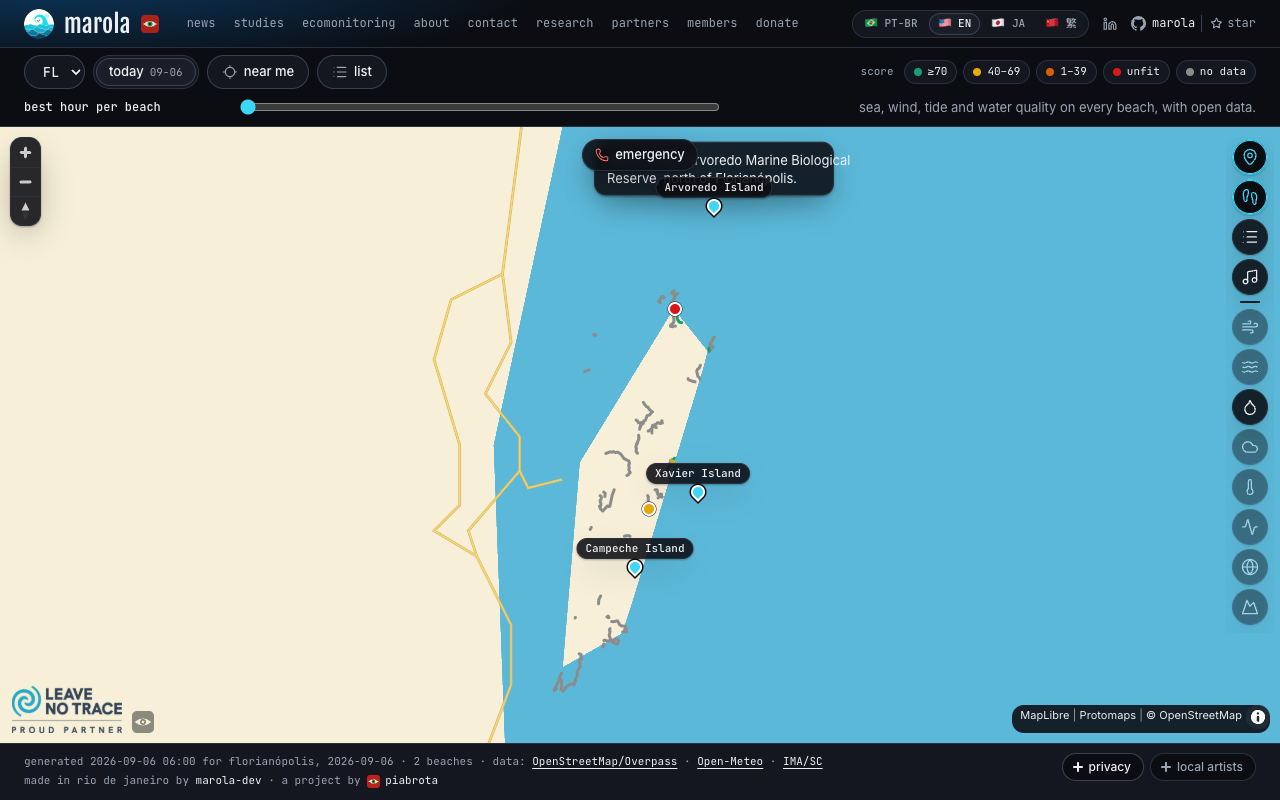 marola news studies ecomonitoring about contact research partners members donate PT-BR EN JA 繁 marola star
FL today 09-06 near me list score ≥70 40–69 1–39 unfit no data
best hour per beach sea, wind, tide and water quality on every beach, with open data.
emergency rvoredo Marine Biological
Reserve, north of Florianópolis.
Arvoredo Island
Xavier Island
Campeche Island
LEAVE
NO TRACE
PROUD PARTNER
MapLibre | Protomaps | © OpenStreetMap
generated 2026-09-06 06:00 for florianópolis, 2026-09-06 · 2 beaches · data: OpenStreetMap/Overpass · Open-Meteo · IMA/SC
made in rio de janeiro by marola-dev · a project by piabrota
privacy local artists